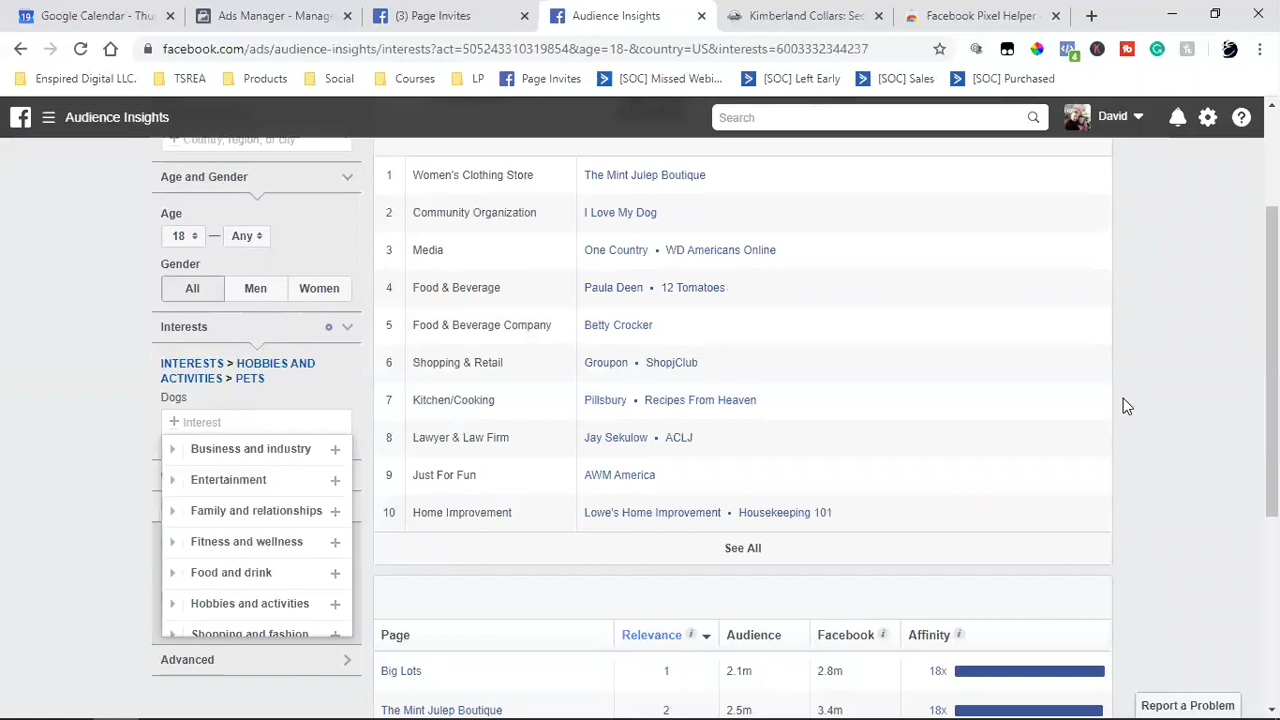 Google Calendar - Thu
Ads Manager - Manage
(3) Page Invites
Audience Insights
Kimberland Collars: Sec
Facebook Pixel Helper -
facebook.com/ads/audience-insights/interests?act=505243310319854&age=18-&country=US&interests=6003332344237
4
Enspired Digital LLC.
TSREA
Products
Social
Courses
LP
Page Invites
[SOC] Missed Webi...
[SOC] Left Early
[SOC] Sales
[SOC] Purchased
Audience Insights
Search
David
Country, region, or city
Age and Gender
Age
18 — Any
Gender
All Men Women
Interests
INTERESTS > HOBBIES AND
ACTIVITIES > PETS
Dogs
Interest
Business and industry
Entertainment
Family and relationships
Fitness and wellness
Food and drink
Hobbies and activities
Shopping and fashion
Advanced
1 Women's Clothing Store The Mint Julep Boutique
2 Community Organization I Love My Dog
3 Media One Country • WD Americans Online
4 Food & Beverage Paula Deen • 12 Tomatoes
5 Food & Beverage Company Betty Crocker
6 Shopping & Retail Groupon • ShopjClub
7 Kitchen/Cooking Pillsbury • Recipes From Heaven
8 Lawyer & Law Firm Jay Sekulow • ACLJ
9 Just For Fun AWM America
10 Home Improvement Lowe's Home Improvement • Housekeeping 101
See All
Page Relevance Audience Facebook Affinity
Big Lots 1 2.1m 2.8m 18x
The Mint Julep Boutique 2 2.5m 3.4m 18x
Report a Problem